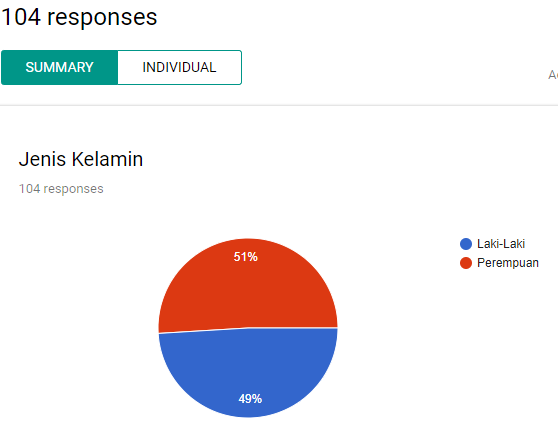 104 responses
SUMMARY INDIVIDUAL
Jenis Kelamin
104 responses
51%
49%
Laki-Laki
Perempuan